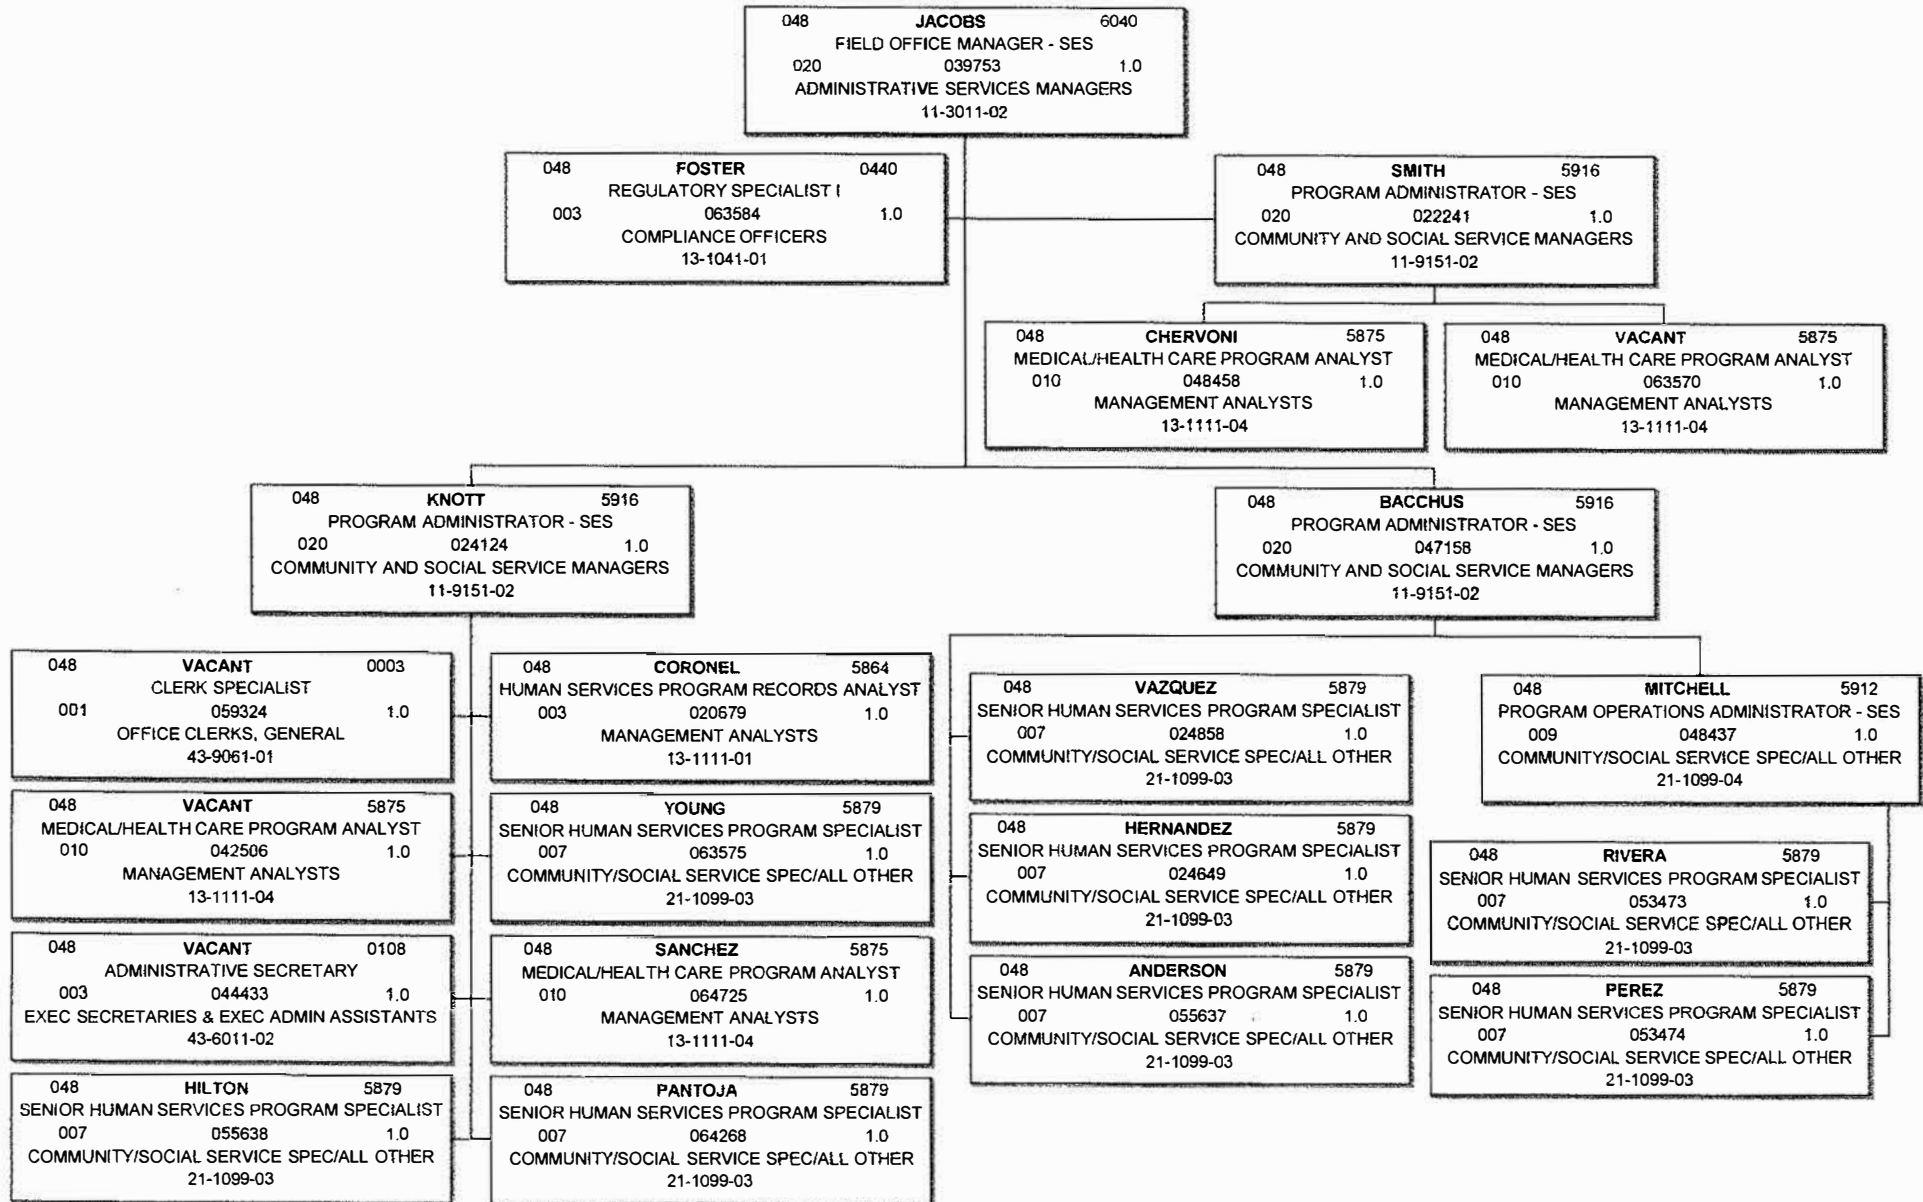 048 JACOBS 6040
FIELD OFFICE MANAGER - SES
020 039753 1.0
ADMINISTRATIVE SERVICES MANAGERS
11-3011-02
048 FOSTER 0440
REGULATORY SPECIALIST I
003 063584 1.0
COMPLIANCE OFFICERS
13-1041-01
048 SMITH 5916
PROGRAM ADMINISTRATOR - SES
020 022241 1.0
COMMUNITY AND SOCIAL SERVICE MANAGERS
11-9151-02
048 CHERVONI 5875
MEDICAL/HEALTH CARE PROGRAM ANALYST
010 048458 1.0
MANAGEMENT ANALYSTS
13-1111-04
048 VACANT 5875
MEDICAL/HEALTH CARE PROGRAM ANALYST
010 063570 1.0
MANAGEMENT ANALYSTS
13-1111-04
048 KNOTT 5916
PROGRAM ADMINISTRATOR - SES
020 024124 1.0
COMMUNITY AND SOCIAL SERVICE MANAGERS
11-9151-02
048 BACCHUS 5916
PROGRAM ADMINISTRATOR - SES
020 047158 1.0
COMMUNITY AND SOCIAL SERVICE MANAGERS
11-9151-02
048 VACANT 0003
CLERK SPECIALIST
001 059324 1.0
OFFICE CLERKS, GENERAL
43-9061-01
048 CORONEL 5864
HUMAN SERVICES PROGRAM RECORDS ANALYST
003 020679 1.0
MANAGEMENT ANALYSTS
13-1111-01
048 VACANT 5875
MEDICAL/HEALTH CARE PROGRAM ANALYST
010 042506 1.0
MANAGEMENT ANALYSTS
13-1111-04
048 YOUNG 5879
SENIOR HUMAN SERVICES PROGRAM SPECIALIST
007 063575 1.0
COMMUNITY/SOCIAL SERVICE SPEC/ALL OTHER
21-1099-03
048 VACANT 0108
ADMINISTRATIVE SECRETARY
003 044433 1.0
EXEC SECRETARIES & EXEC ADMIN ASSISTANTS
43-6011-02
048 SANCHEZ 5875
MEDICAL/HEALTH CARE PROGRAM ANALYST
010 064725 1.0
MANAGEMENT ANALYSTS
13-1111-04
048 HILTON 5879
SENIOR HUMAN SERVICES PROGRAM SPECIALIST
007 055638 1.0
COMMUNITY/SOCIAL SERVICE SPEC/ALL OTHER
21-1099-03
048 PANTOJA 5879
SENIOR HUMAN SERVICES PROGRAM SPECIALIST
007 064268 1.0
COMMUNITY/SOCIAL SERVICE SPEC/ALL OTHER
21-1099-03
048 VAZQUEZ 5879
SENIOR HUMAN SERVICES PROGRAM SPECIALIST
007 024858 1.0
COMMUNITY/SOCIAL SERVICE SPEC/ALL OTHER
21-1099-03
048 HERNANDEZ 5879
SENIOR HUMAN SERVICES PROGRAM SPECIALIST
007 024649 1.0
COMMUNITY/SOCIAL SERVICE SPEC/ALL OTHER
21-1099-03
048 ANDERSON 5879
SENIOR HUMAN SERVICES PROGRAM SPECIALIST
007 055637 1.0
COMMUNITY/SOCIAL SERVICE SPEC/ALL OTHER
21-1099-03
048 MITCHELL 5912
PROGRAM OPERATIONS ADMINISTRATOR - SES
009 048437 1.0
COMMUNITY/SOCIAL SERVICE SPEC/ALL OTHER
21-1099-04
048 RIVERA 5879
SENIOR HUMAN SERVICES PROGRAM SPECIALIST
007 053473 1.0
COMMUNITY/SOCIAL SERVICE SPEC/ALL OTHER
21-1099-03
048 PEREZ 5879
SENIOR HUMAN SERVICES PROGRAM SPECIALIST
007 053474 1.0
COMMUNITY/SOCIAL SERVICE SPEC/ALL OTHER
21-1099-03